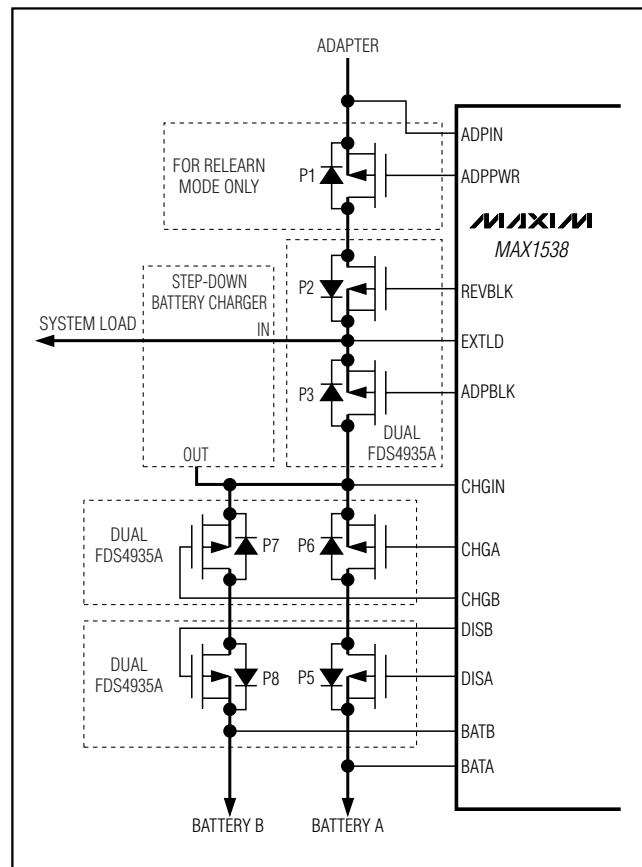 ADAPTER
ADPIN
FOR RELEARN
MODE ONLY
P1
ADPPWR
MAXIM
MAX1538
STEP-DOWN
BATTERY CHARGER
P2
REVBLK
SYSTEM LOAD
IN
EXTLD
P3
ADPBLK
DUAL
FDS4935A
OUT
CHGIN
DUAL
FDS4935A
P7
P6
CHGA
CHGB
DISB
DUAL
FDS4935A
P8
P5
DISA
BATB
BATA
BATTERY B
BATTERY A